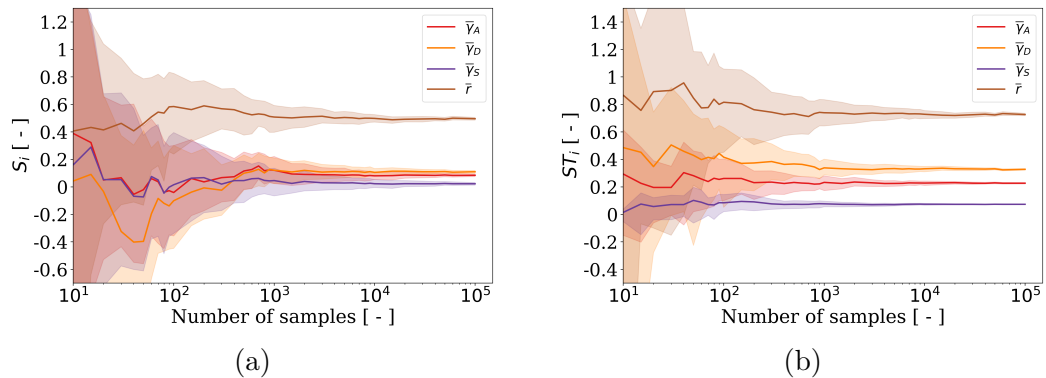 1.2
1
0.8
0.6
0.4
0.2
0
-0.2
-0.4
-0.6
S_i [ - ]
10^1
10^2
10^3
10^4
10^5
Number of samples [ - ]
γ̅_A
γ̅_D
γ̅_S
r̅
(a)
1.4
1.2
1
0.8
0.6
0.4
0.2
0
-0.2
-0.4
ST_i [ - ]
10^1
10^2
10^3
10^4
10^5
Number of samples [ - ]
γ̅_A
γ̅_D
γ̅_S
r̅
(b)